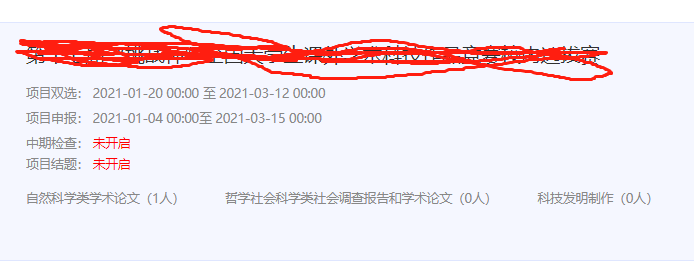 项目双选： 2021-01-20 00:00 至 2021-03-12 00:00
项目申报： 2021-01-04 00:00至 2021-03-15 00:00
中期检查： 未开启
项目结题： 未开启
自然科学类学术论文（1人） 哲学社会科学类社会调查报告和学术论文（0人） 科技发明制作（0人）